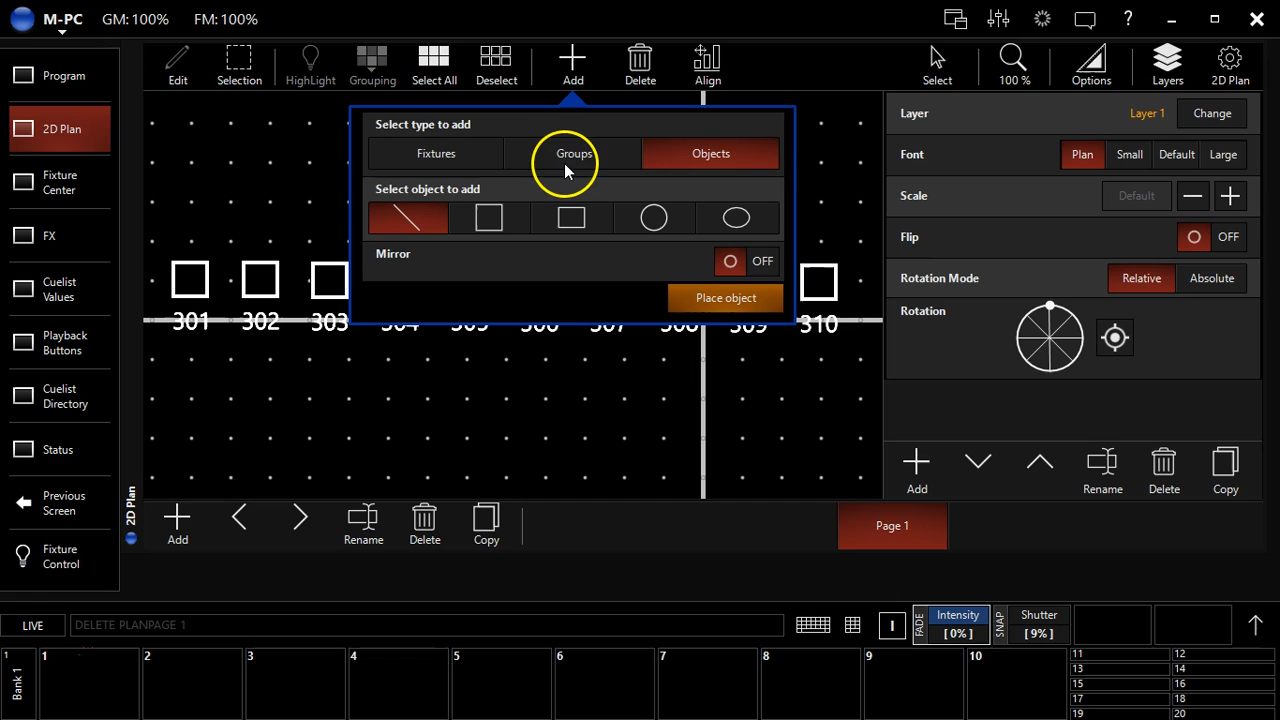 M-PC GM:100% FM:100% ?
Program
2D Plan
Fixture
Center
FX
Cuelist
Values
Playback
Buttons
Cuelist
Directory
Status
Previous
Screen
Fixture
Control
Edit Selection HighLight Grouping Select All Deselect Add Delete Align Select 100 % Options Layers 2D Plan
Select type to add
Fixtures Groups Objects
Select object to add
Mirror OFF
Place object
301 302 303 304 305 306 307 308 309 310
Layer Layer 1 Change
Font Plan Small Default Large
Scale Default
Flip OFF
Rotation Mode Relative Absolute
Rotation
Add Rename Delete Copy
2D Plan
Add Rename Delete Copy
Page 1
LIVE DELETE PLANPAGE 1 I FADE Intensity [0%] SNAP Shutter [9%]
1 Bank 1
1 2 3 4 5 6 7 8 9 10
11 12
13 14
15 16
17 18
19 20